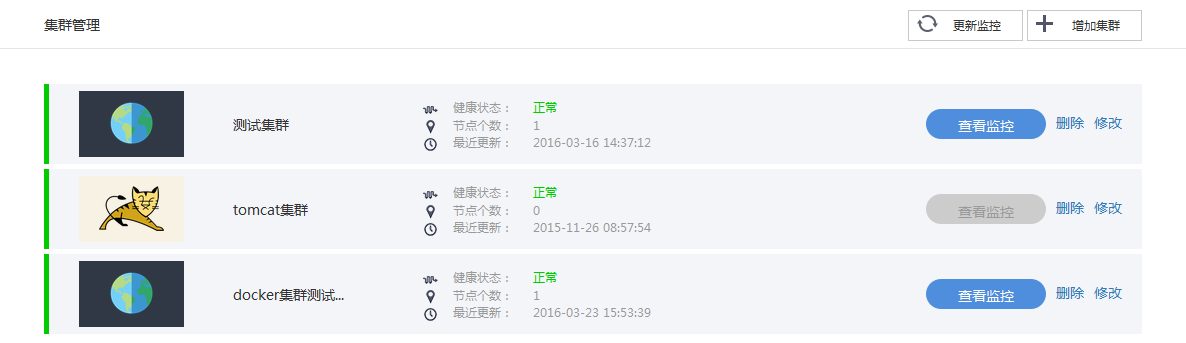 集群管理
更新监控
增加集群
测试集群
健康状态： 正常
节点个数： 1
最近更新： 2016-03-16 14:37:12
查看监控 删除 修改
tomcat集群
健康状态： 正常
节点个数： 0
最近更新： 2015-11-26 08:57:54
查看监控 删除 修改
docker集群测试...
健康状态： 正常
节点个数： 1
最近更新： 2016-03-23 15:53:39
查看监控 删除 修改